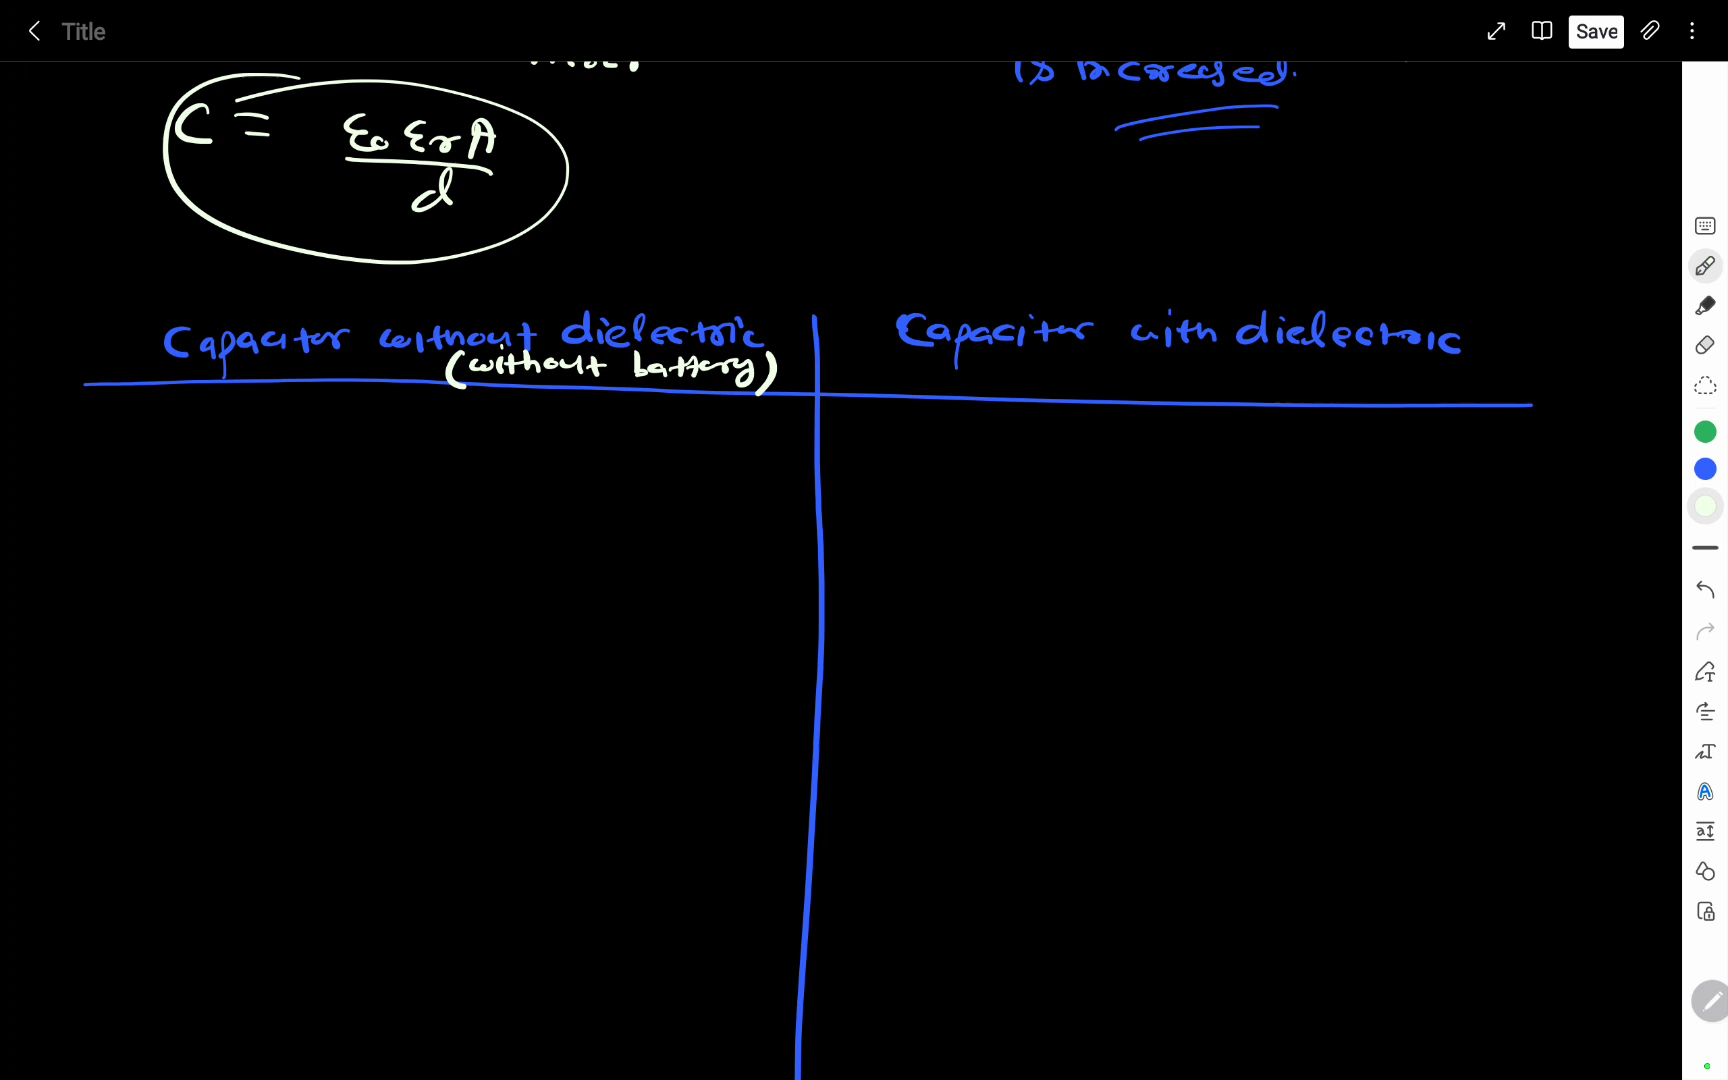 Title
Save
is increased.
C = ε₀ εᵣ A
d
Capacitor without dielectric
(without battery)
Capacitor with dielectric